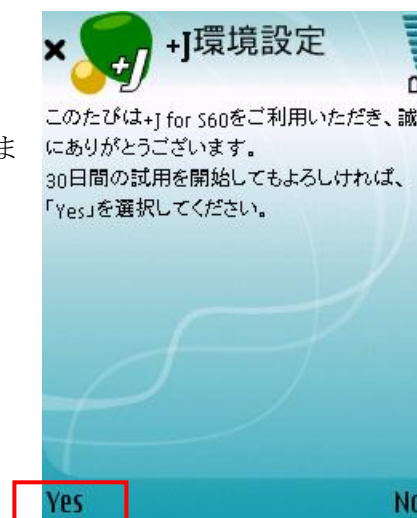 +J環境設定
+J
このたびは+J for S60をご利用いただき、誠
にありがとうございます。
30日間の試用を開始してもよろしければ、
「Yes」を選択してください。
ま
Yes